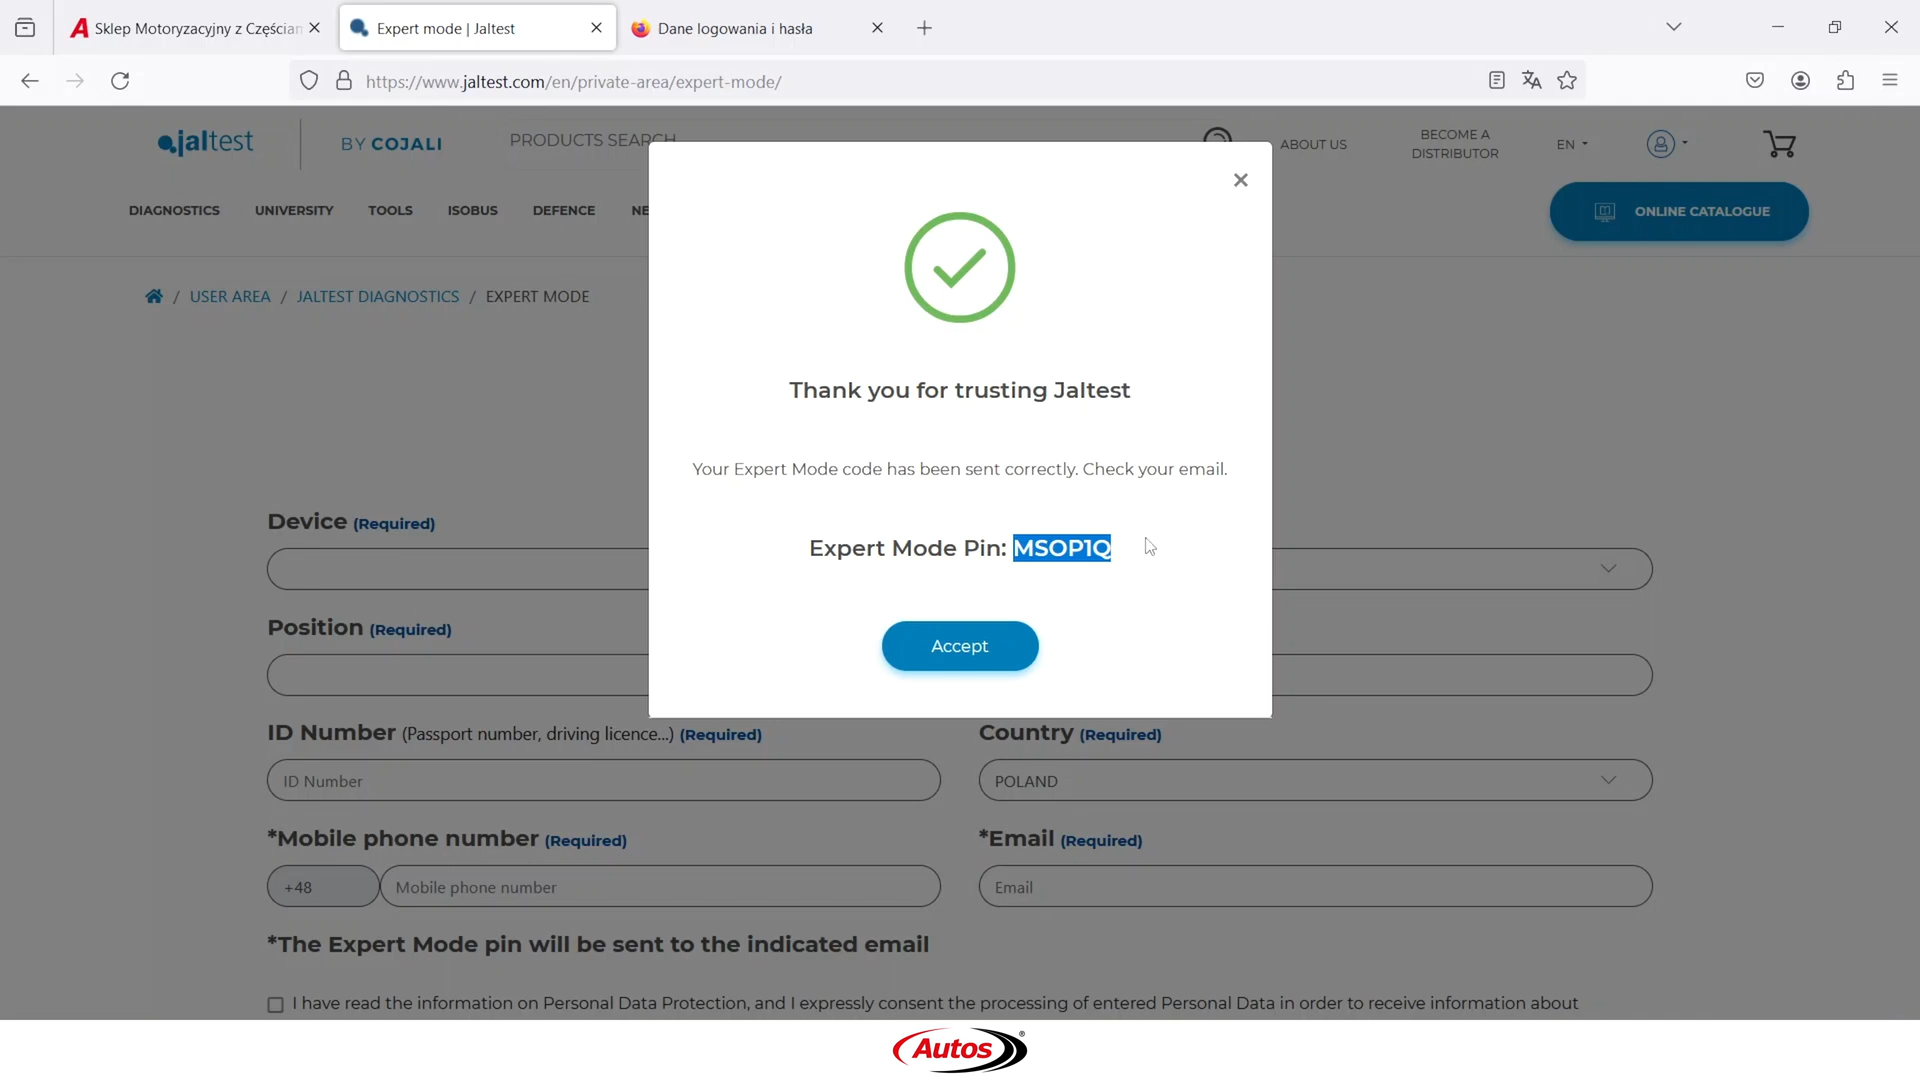 Sklep Motoryzacyjny z Częścian
Expert mode | Jaltest
Dane logowania i hasła
https://www.jaltest.com/en/private-area/expert-mode/
jaltest
BY COJALI
PRODUCTS SEARCH
ABOUT US
BECOME A
DISTRIBUTOR
EN
DIAGNOSTICS
UNIVERSITY
TOOLS
ISOBUS
DEFENCE
NE
ONLINE CATALOGUE
/ USER AREA / JALTEST DIAGNOSTICS / EXPERT MODE
Thank you for trusting Jaltest
Your Expert Mode code has been sent correctly. Check your email.
Expert Mode Pin: MSOP1Q
Accept
Device (Required)
Position (Required)
ID Number (Passport number, driving licence...) (Required)
ID Number
Country (Required)
POLAND
*Mobile phone number (Required)
+48
Mobile phone number
*Email (Required)
Email
*The Expert Mode pin will be sent to the indicated email
I have read the information on Personal Data Protection, and I expressly consent the processing of entered Personal Data in order to receive information about
Autos®